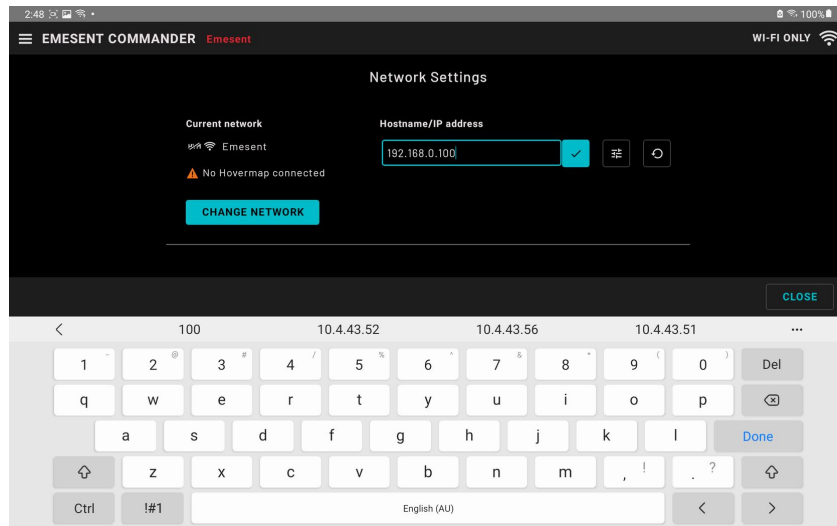 2:48
100%
EMESENT COMMANDER Emesent
WI-FI ONLY
Network Settings
Current network
Hostname/IP address
Emesent
192.168.0.100
No Hovermap connected
CHANGE NETWORK
CLOSE
100 10.4.43.52 10.4.43.56 10.4.43.51 ...
1 2 @ 3 # 4 / 5 % 6 ^ 7 & 8 * 9 ( 0 ) Del
q w e r t y u i o p
a s d f g h j k l Done
z x c v b n m , ! . ?
Ctrl !#1 English (AU) < >